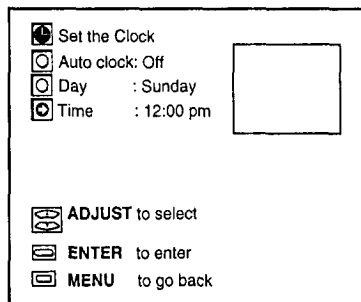 Set the Clock
Auto clock: Off
Day : Sunday
Time : 12:00 pm
ADJUST to select
ENTER to enter
MENU to go back